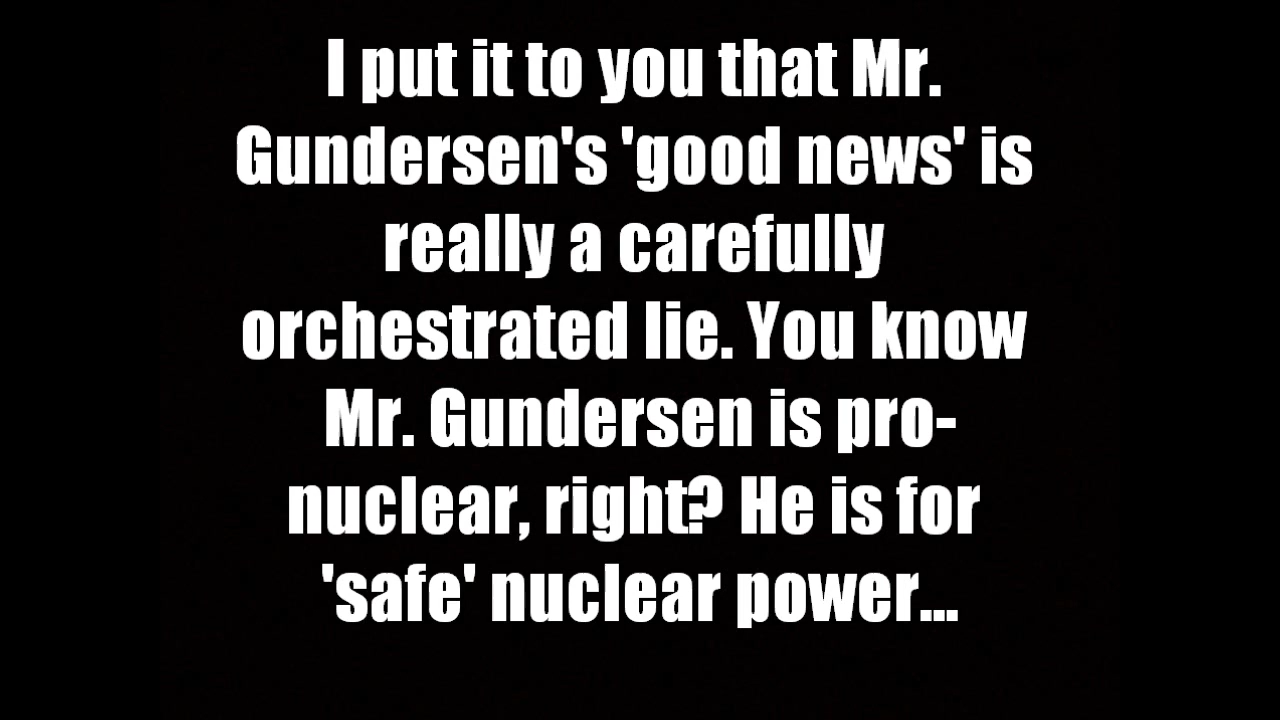 I put it to you that Mr.
Gundersen's 'good news' is
really a carefully
orchestrated lie. You know
Mr. Gundersen is pro-
nuclear, right? He is for
'safe' nuclear power...